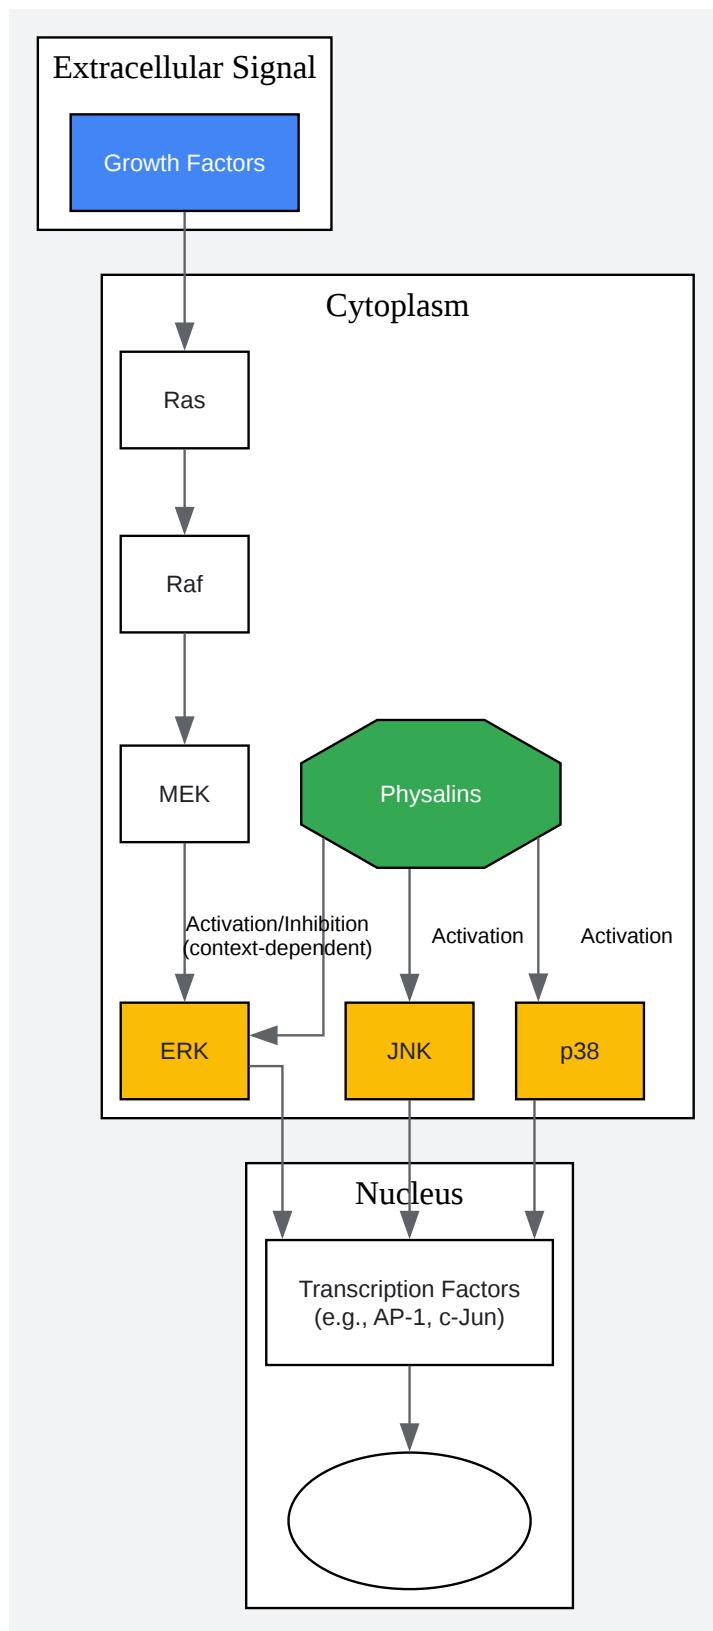 Extracellular Signal
Growth Factors
Cytoplasm
Ras
Raf
MEK
Physalins
Activation/Inhibition
(context-dependent)
Activation
Activation
ERK
JNK
p38
Nucleus
Transcription Factors
(e.g., AP-1, c-Jun)